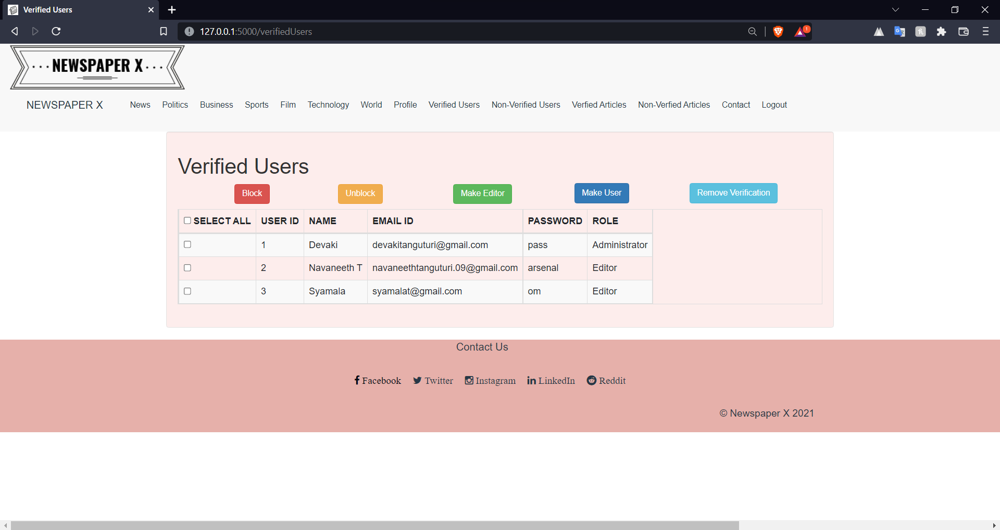 Verified Users
127.0.0.1:5000/verifiedUsers
1
··· NEWSPAPER X ···
NEWSPAPER X News Politics Business Sports Film Technology World Profile Verified Users Non-Verified Users Verfied Articles Non-Verfied Articles Contact Logout
Verified Users
Block Unblock Make Editor Make User Remove Verification
SELECT ALL USER ID NAME EMAIL ID PASSWORD ROLE
1 Devaki devakitanguturi@gmail.com pass Administrator
2 Navaneeth T navaneethtanguturi.09@gmail.com arsenal Editor
3 Syamala syamalat@gmail.com om Editor
Contact Us
Facebook Twitter Instagram LinkedIn Reddit
© Newspaper X 2021